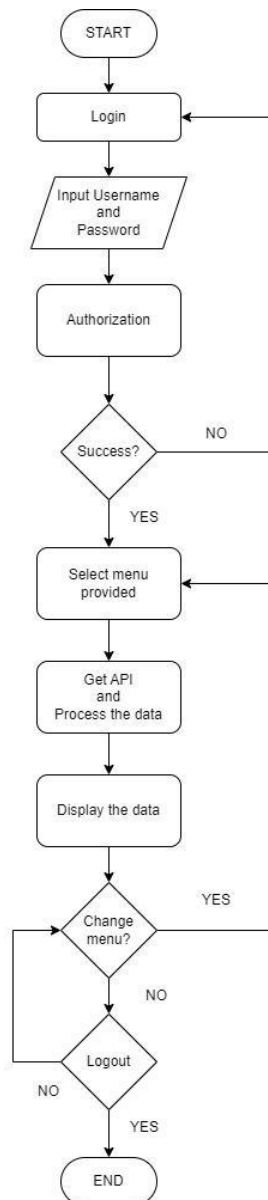 START
Login
Input Username
and
Password
Authorization
Success?
NO
YES
Select menu
provided
Get API
and
Process the data
Display the data
Change
menu?
YES
NO
Logout
NO
YES
END